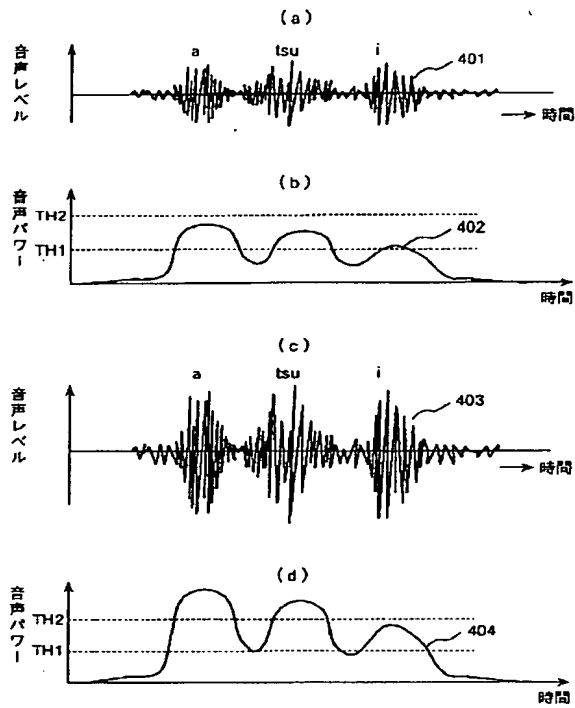 (a)
音声レベル
a tsu i
401
時間
(b)
音声パワー
TH2
TH1
402
時間
(c)
音声レベル
a tsu i
403
時間
(d)
音声パワー
TH2
TH1
404
時間